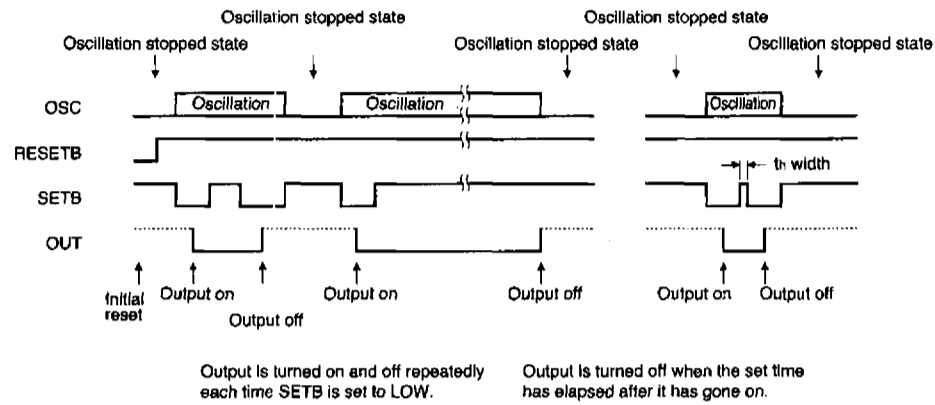 Oscillation stopped state
Oscillation stopped state
Oscillation stopped state
Oscillation stopped state
Oscillation stopped state
Oscillation stopped state
OSC
Oscillation
Oscillation
Oscillation
RESETB
th width
SETB
OUT
Initial
reset
Output on
Output off
Output on
Output off
Output on
Output off
Output is turned on and off repeatedly
each time SETB is set to LOW.
Output is turned off when the set time
has elapsed after it has gone on.